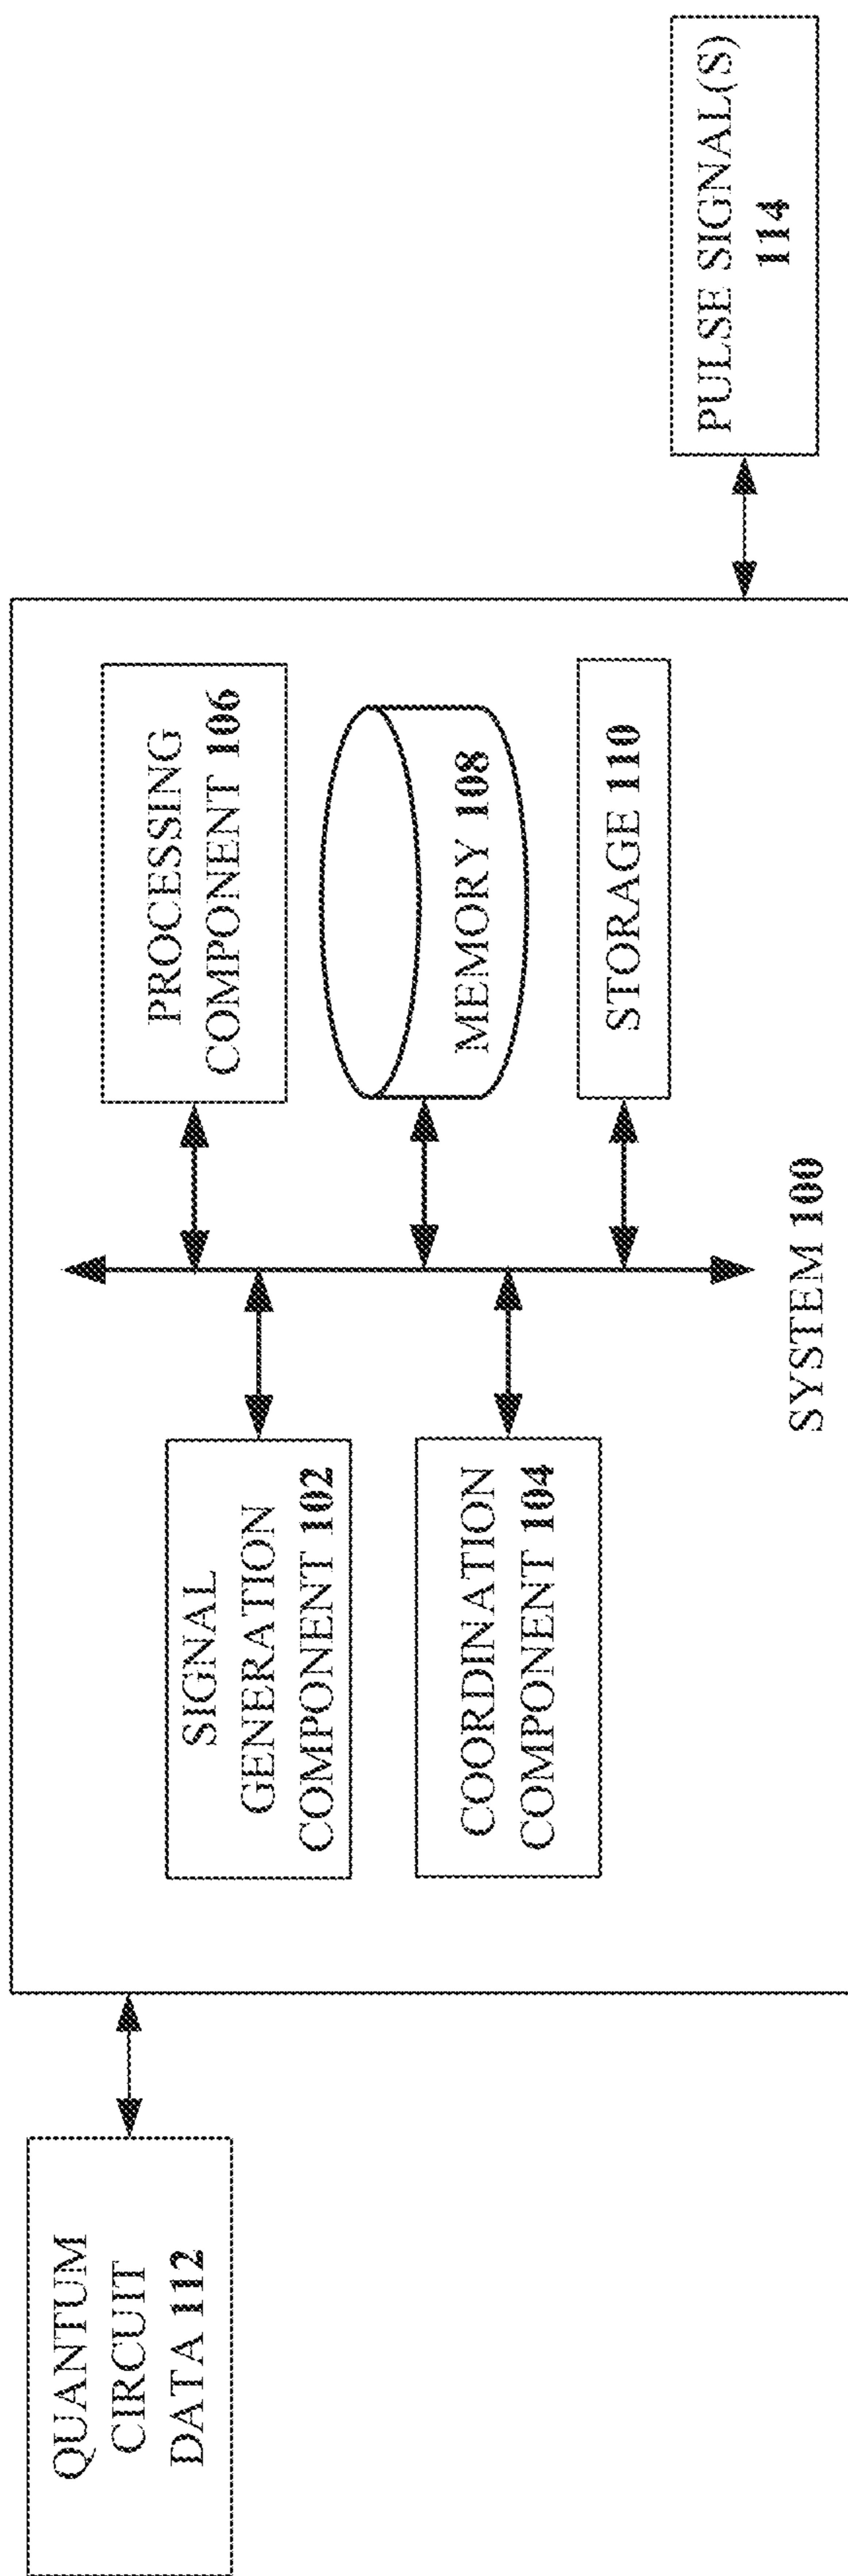 QUANTUM
CIRCUIT
DATA 112
SIGNAL
GENERATION
COMPONENT 102
COORDINATION
COMPONENT 104
PROCESSING
COMPONENT 106
MEMORY 108
STORAGE 110
SYSTEM 100
PULSE SIGNAL(S)
114